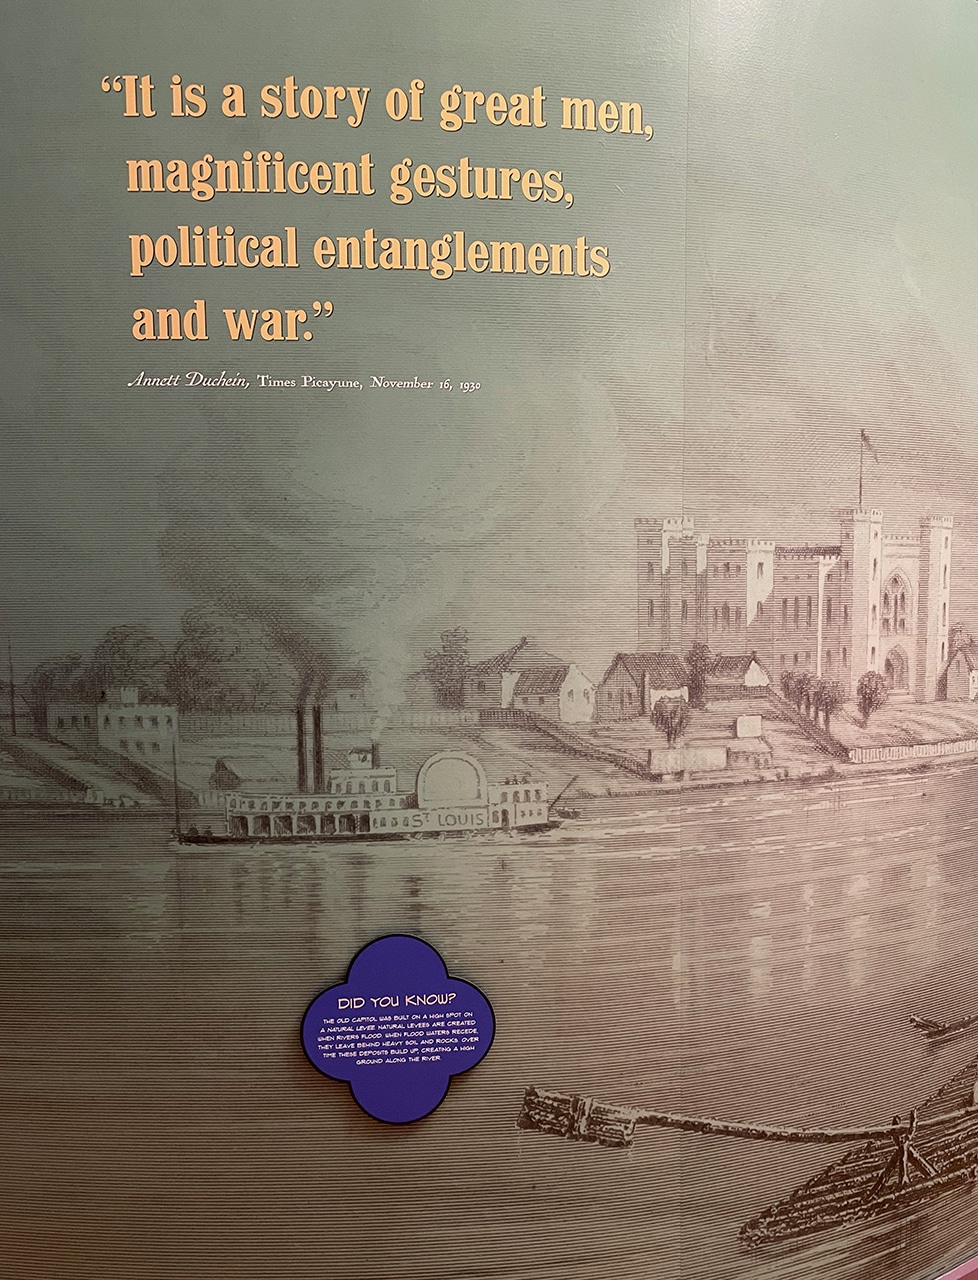 “It is a story of great men,
magnificent gestures,
political entanglements
and war.”
Annett Duchein, Times Picayune, November 16, 1930
ST LOUIS
DID YOU KNOW?
THE OLD CAPITOL WAS BUILT ON A HIGH SPOT ON
A NATURAL LEVEE. NATURAL LEVEES ARE CREATED
WHEN RIVERS FLOOD. WHEN FLOOD WATERS RECEDE,
THEY LEAVE BEHIND HEAVY SOIL AND ROCKS. OVER
TIME THESE DEPOSITS BUILD UP, CREATING A HIGH
GROUND ALONG THE RIVER.